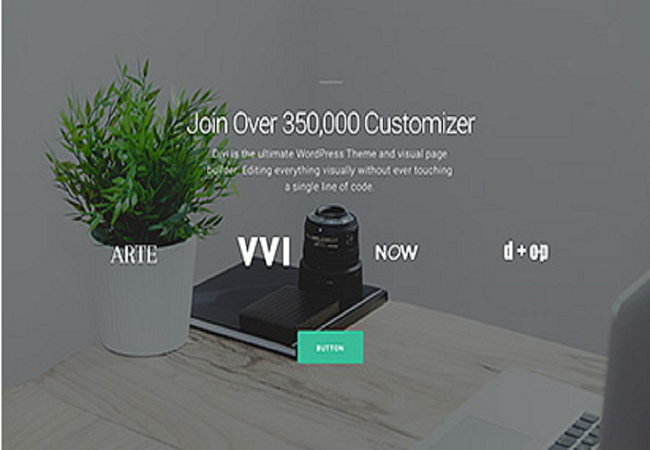 Join Over 350,000 Customizer
Divi is the ultimate WordPress Theme and visual page
builder. Editing everything visually without ever touching
a single line of code.
ARTE VVI NOW d+op
BUTTON